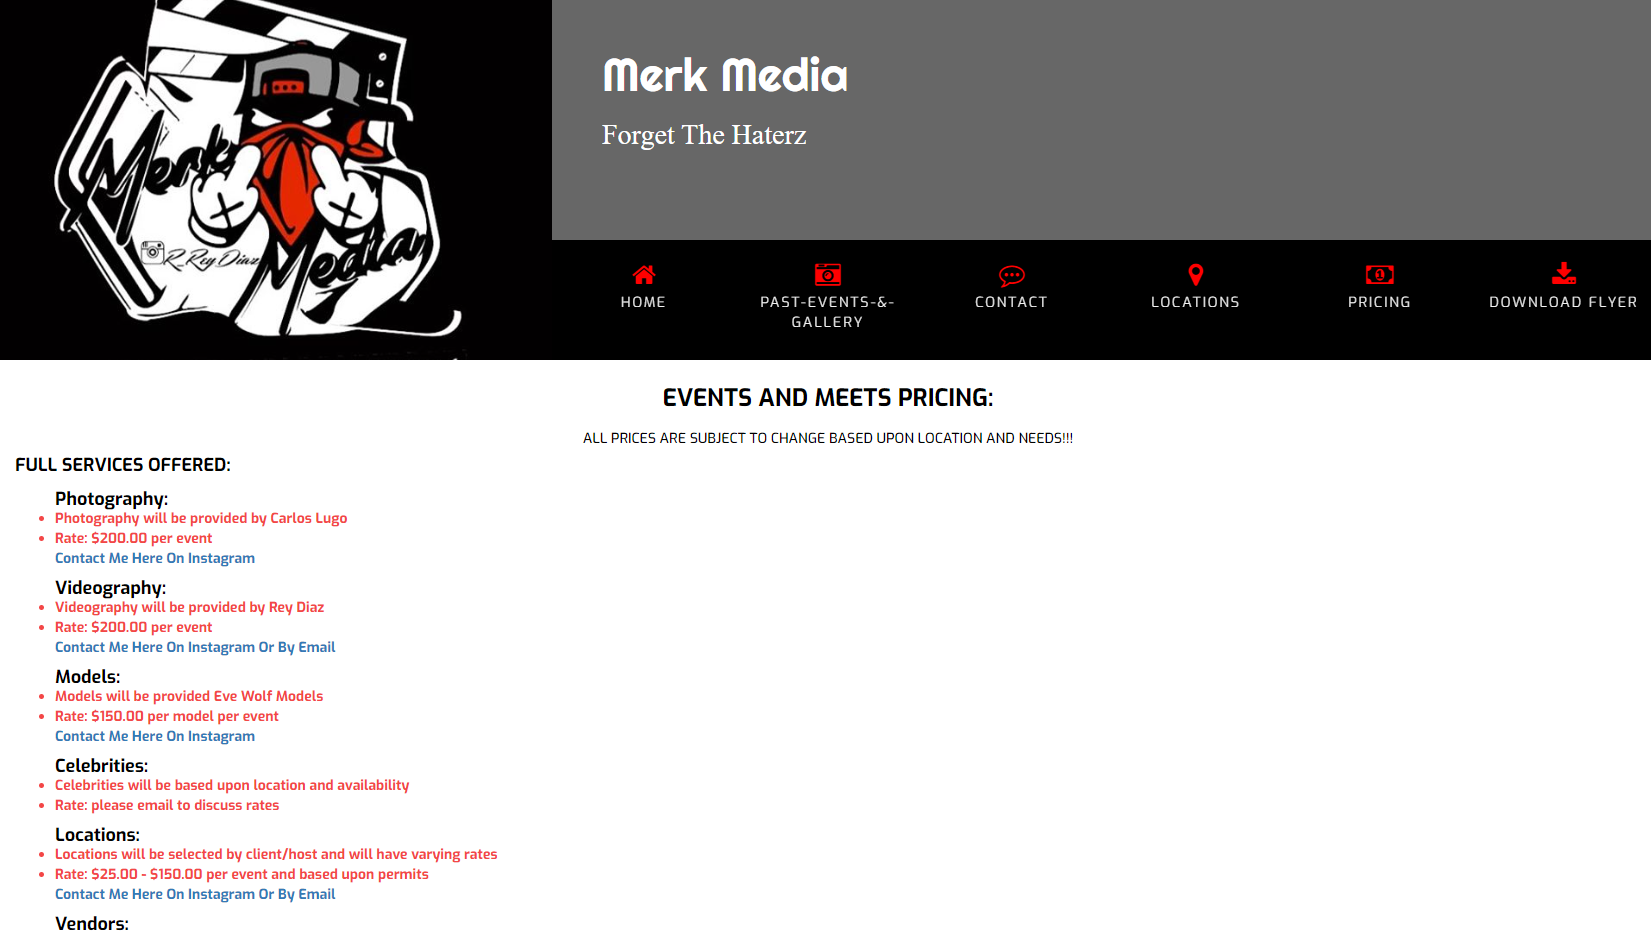 Merk
Media
R_Rey Diaz
Merk Media
Forget The Haterz
HOME
PAST-EVENTS-&-
GALLERY
CONTACT
LOCATIONS
PRICING
DOWNLOAD FLYER
EVENTS AND MEETS PRICING:
ALL PRICES ARE SUBJECT TO CHANGE BASED UPON LOCATION AND NEEDS!!!
FULL SERVICES OFFERED:
Photography:
• Photography will be provided by Carlos Lugo
• Rate: $200.00 per event
Contact Me Here On Instagram
Videography:
• Videography will be provided by Rey Diaz
• Rate: $200.00 per event
Contact Me Here On Instagram Or By Email
Models:
• Models will be provided Eve Wolf Models
• Rate: $150.00 per model per event
Contact Me Here On Instagram
Celebrities:
• Celebrities will be based upon location and availability
• Rate: please email to discuss rates
Locations:
• Locations will be selected by client/host and will have varying rates
• Rate: $25.00 - $150.00 per event and based upon permits
Contact Me Here On Instagram Or By Email
Vendors: